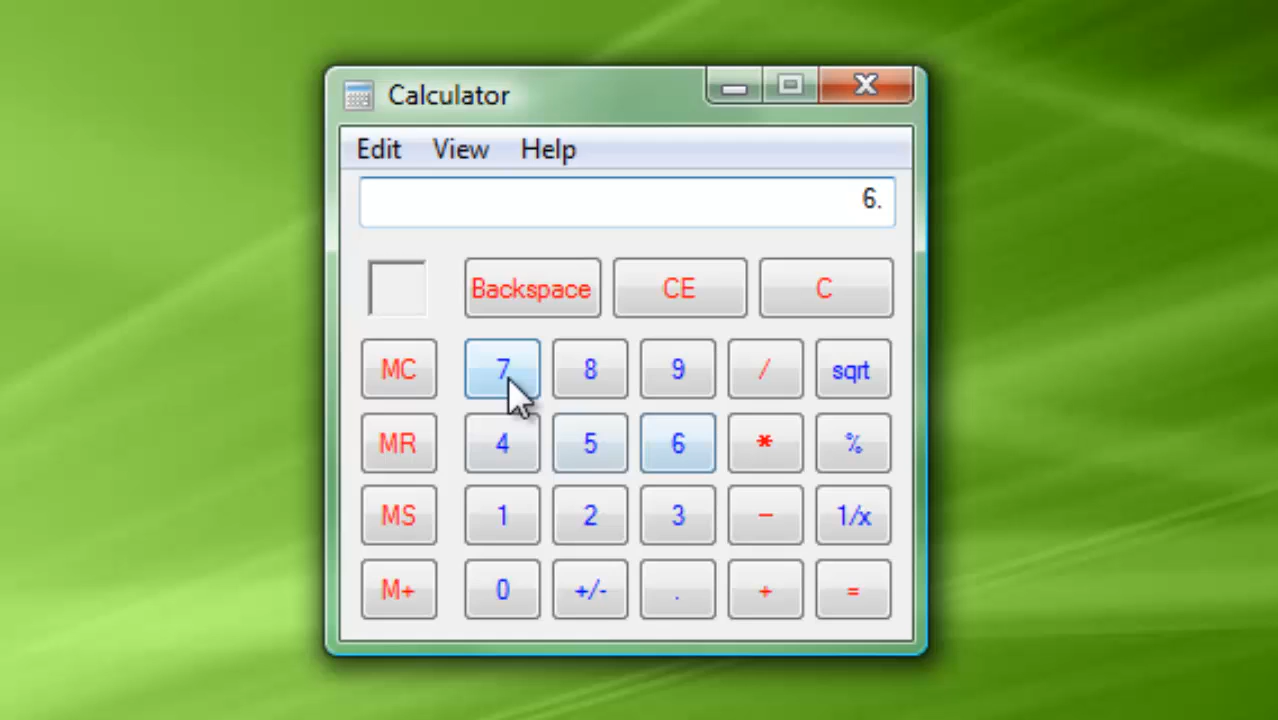 Calculator
Edit View Help
6.
Backspace CE C
MC 7 8 9 / sqrt
MR 4 5 6 * %
MS 1 2 3 - 1/x
M+ 0 +/- . + =